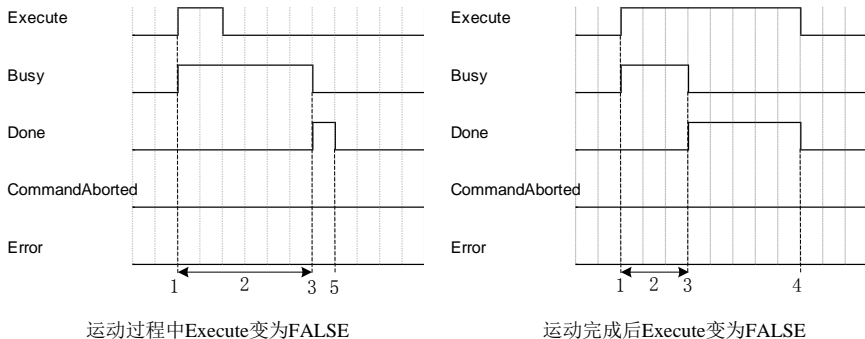 Execute
Busy
Done
CommandAborted
Error
1 2 3 5
运动过程中Execute变为FALSE
Execute
Busy
Done
CommandAborted
Error
1 2 3 4
运动完成后Execute变为FALSE